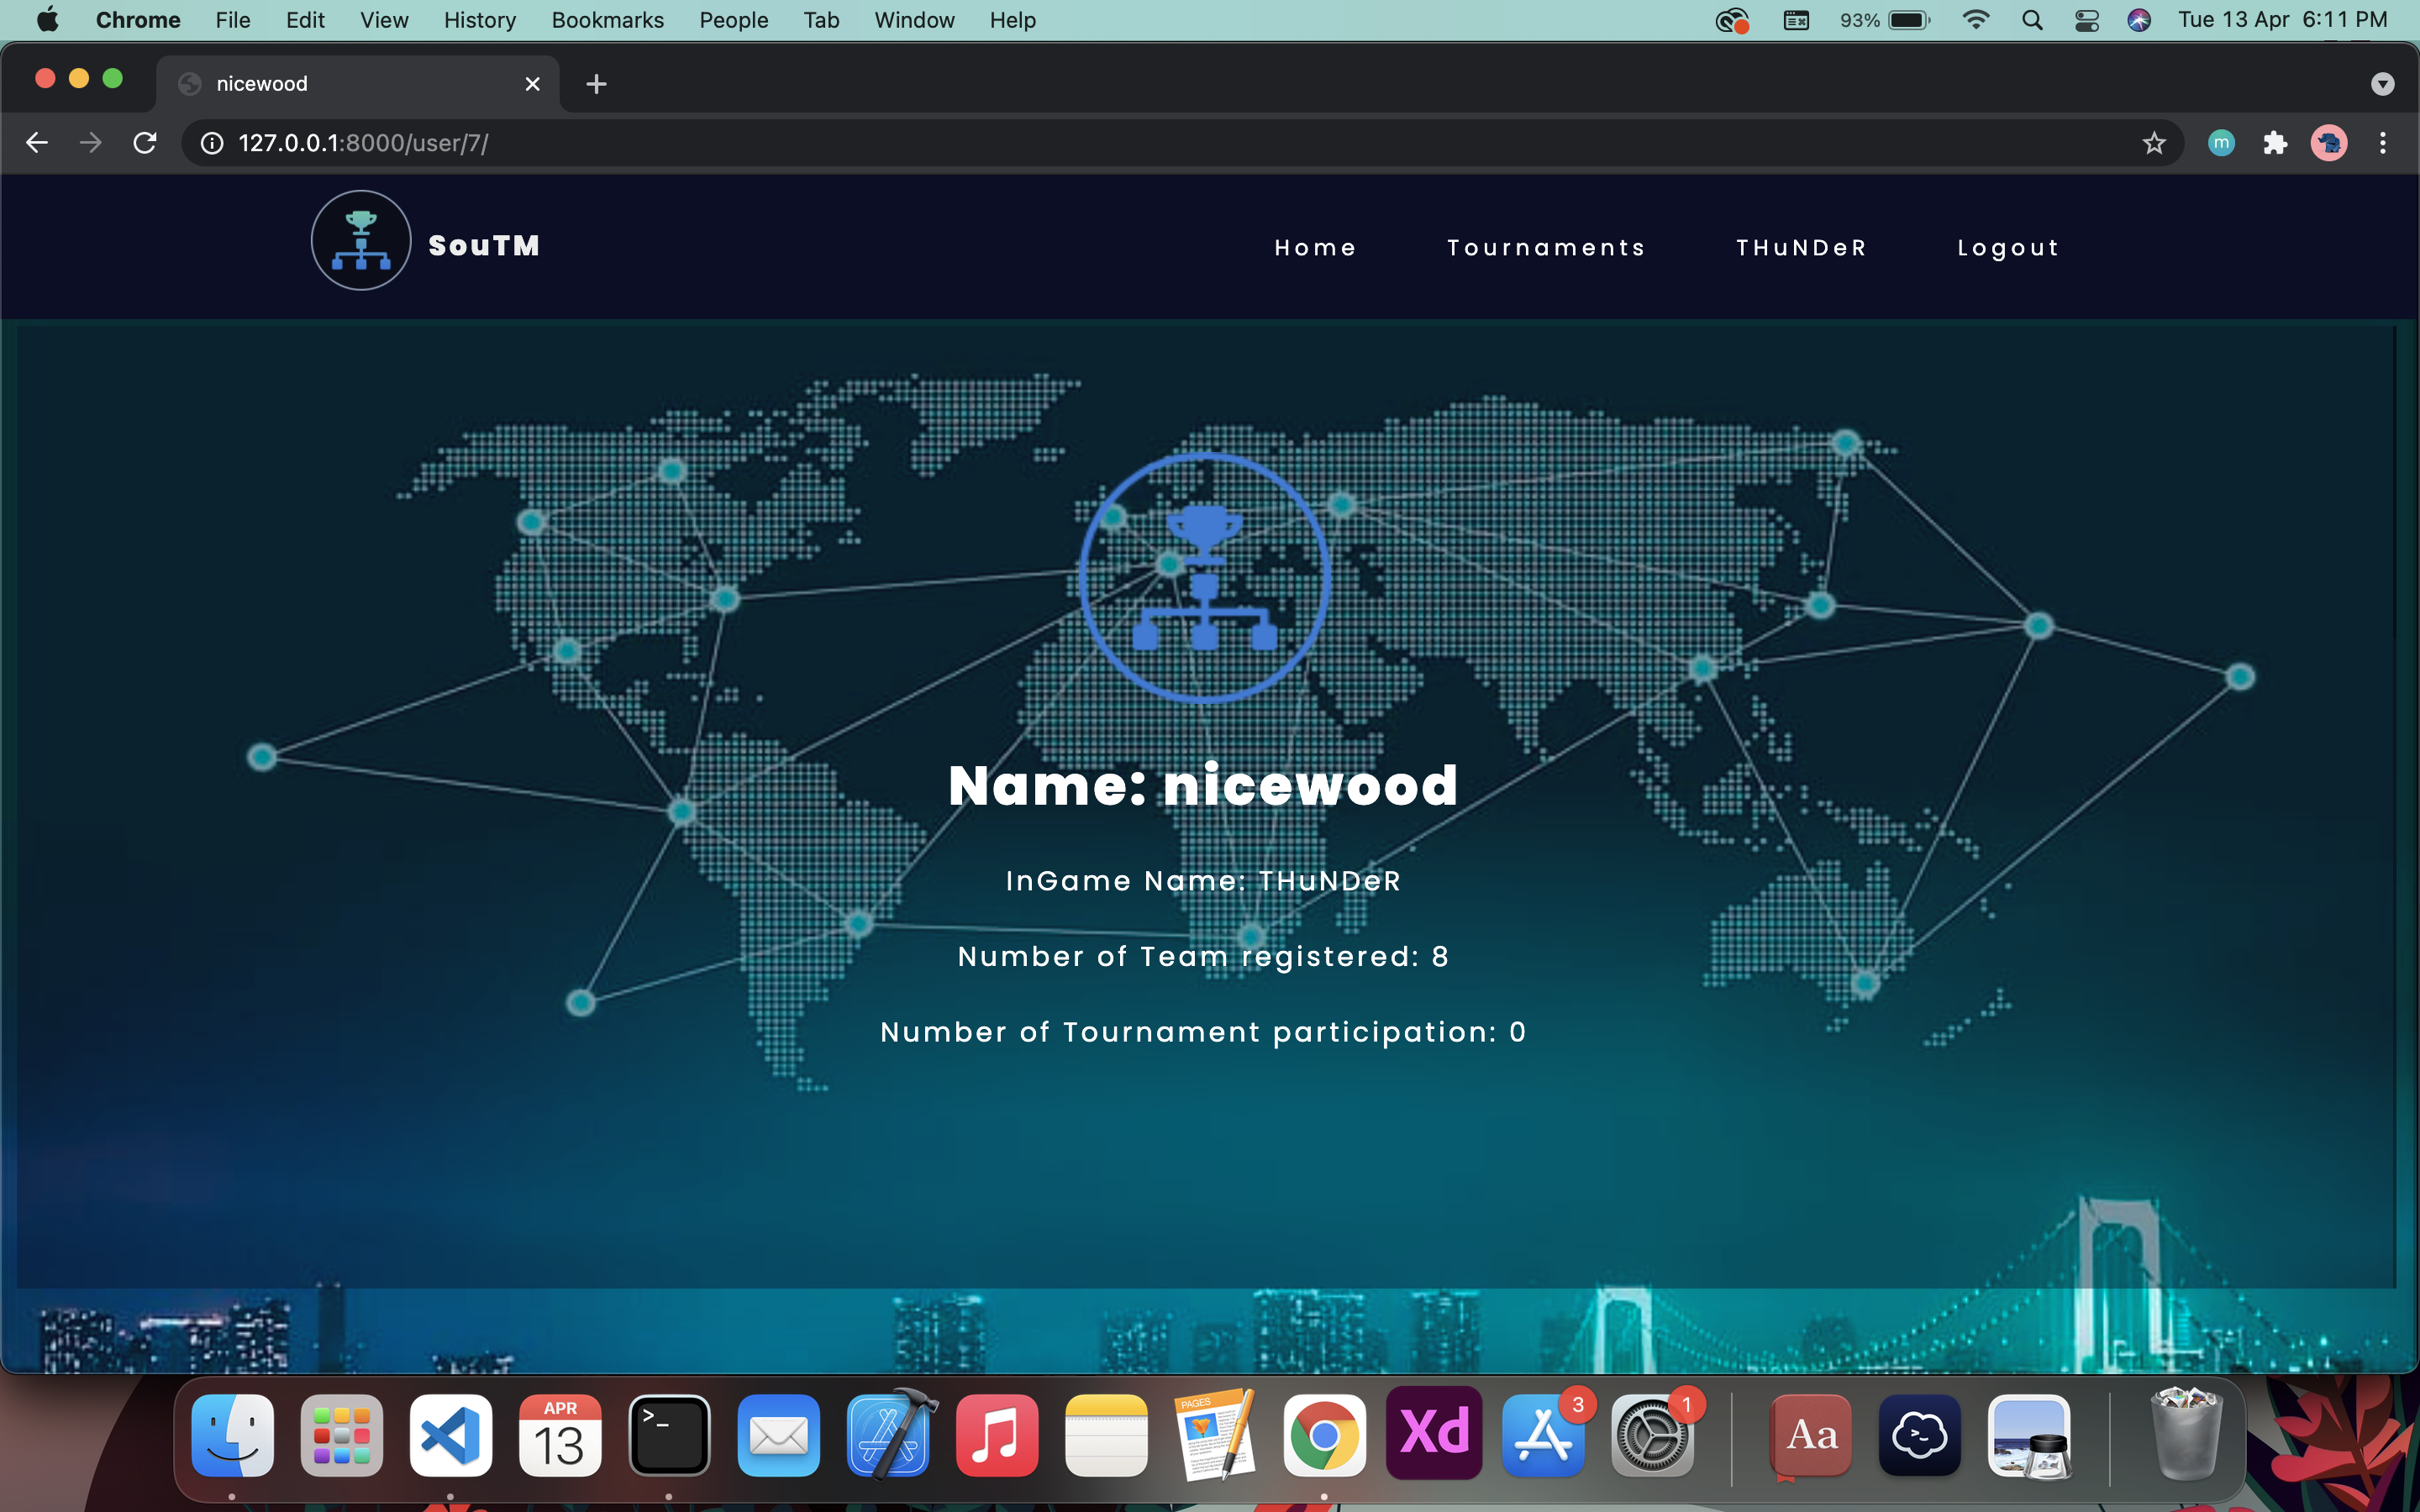 Chrome File Edit View History Bookmarks People Tab Window Help 93% Tue 13 Apr 6:11 PM
nicewood
127.0.0.1:8000/user/7/ m
SouTM Home Tournaments THuNDeR Logout
Name: nicewood
InGame Name: THuNDeR
Number of Team registered: 8
Number of Tournament participation: 0
APR
13
>_
PAGES
Xd
3
1
Aa
>_